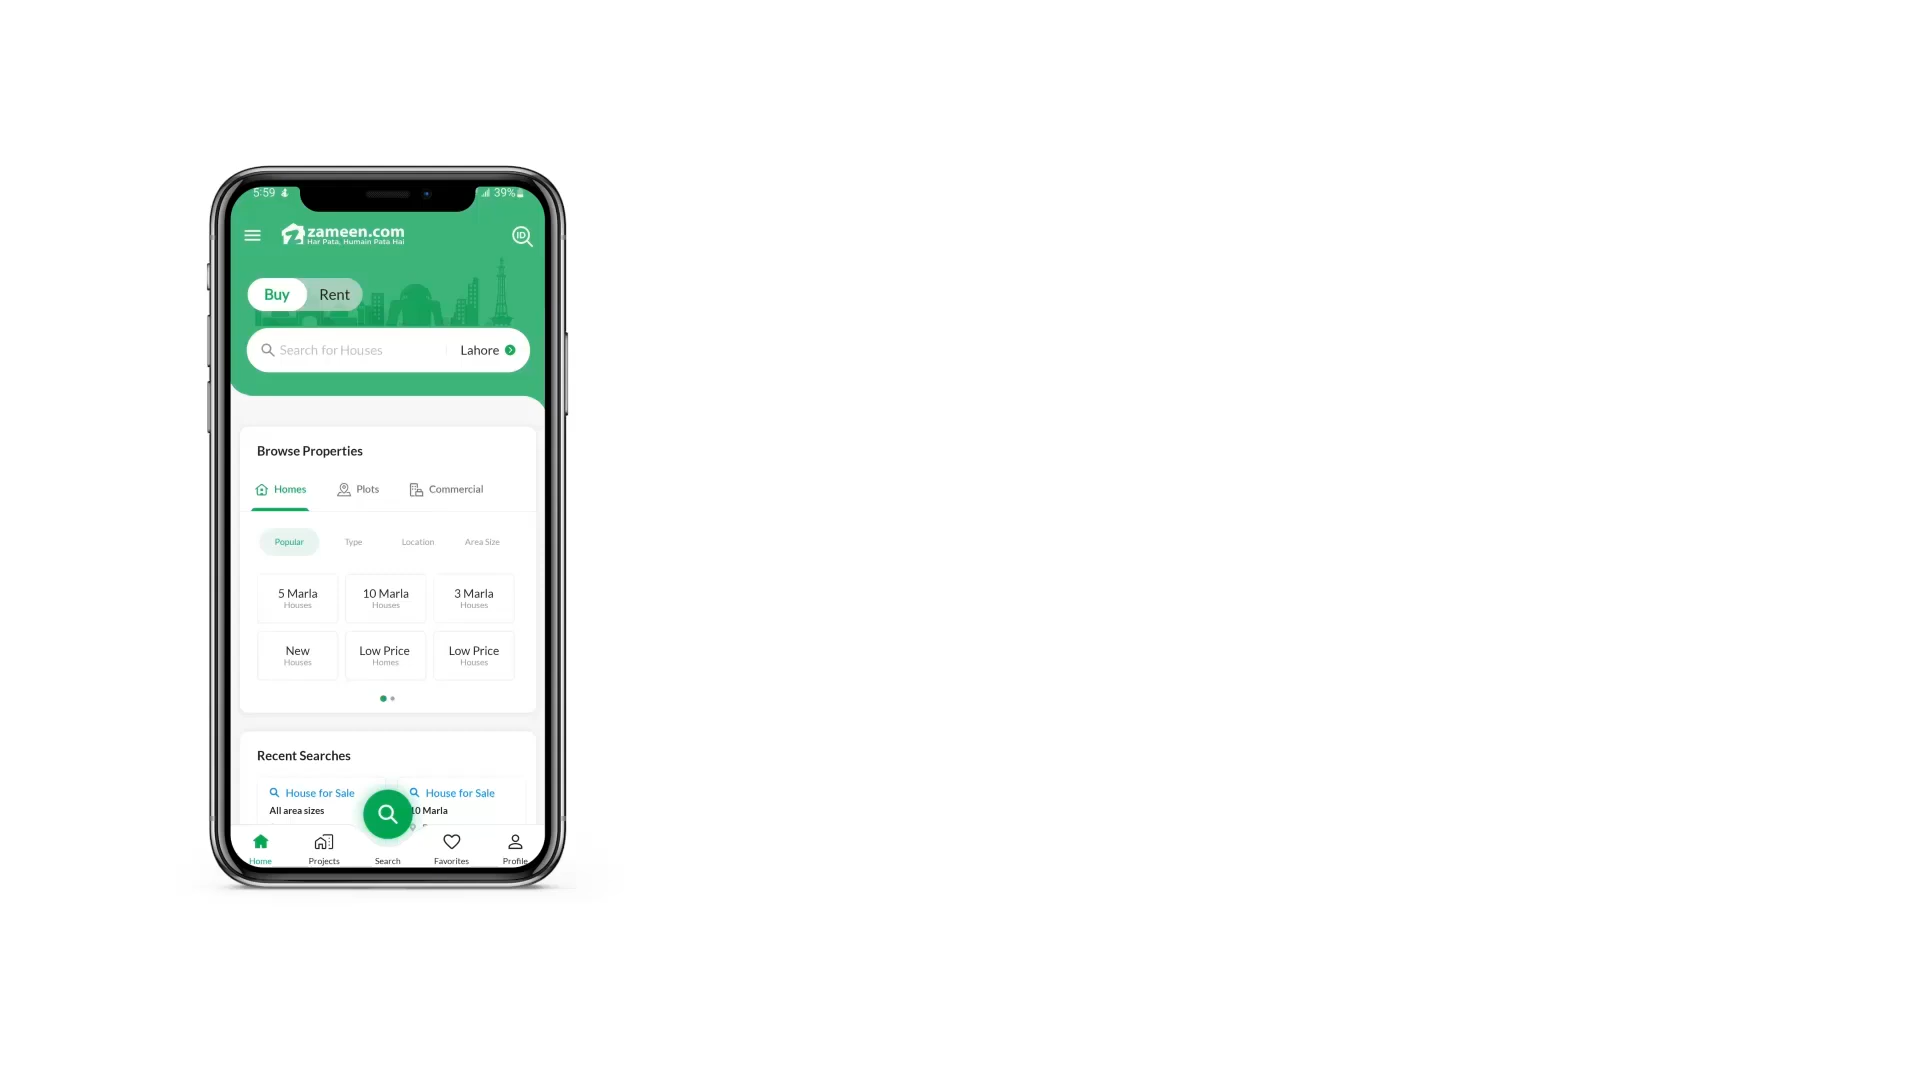 5:59
39%
zameen.com
Har Pata, Humain Pata Hai
ID
Buy Rent
Search for Houses Lahore
Browse Properties
Homes Plots Commercial
Popular Type Location Area Size
5 Marla 10 Marla 3 Marla
Houses Houses Houses
New Low Price Low Price
Houses Homes Houses
Recent Searches
House for Sale House for Sale
All area sizes 10 Marla
Home Projects Search Favorites Profile